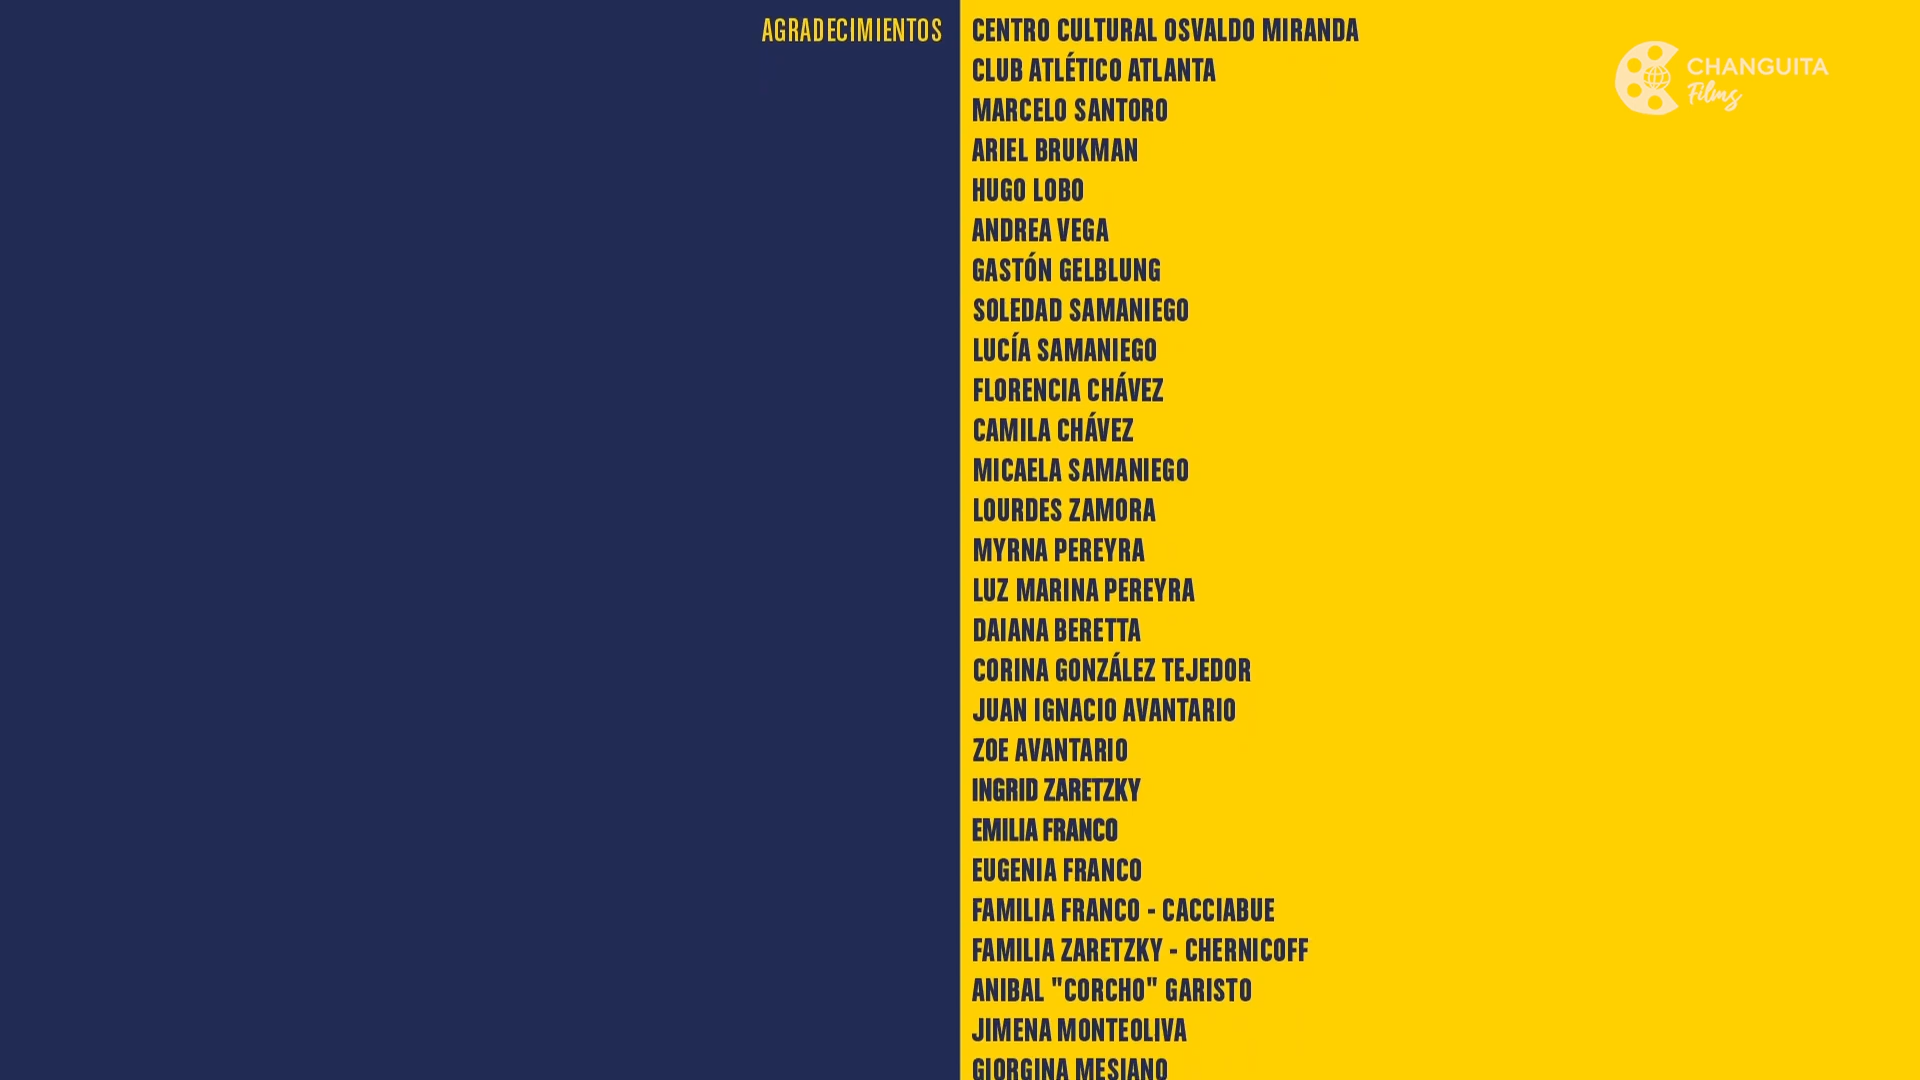 AGRADECIMIENTOS
CENTRO CULTURAL OSVALDO MIRANDA
CLUB ATLÉTICO ATLANTA
MARCELO SANTORO
ARIEL BRUKMAN
HUGO LOBO
ANDREA VEGA
GASTÓN GELBLUNG
SOLEDAD SAMANIEGO
LUCÍA SAMANIEGO
FLORENCIA CHÁVEZ
CAMILA CHÁVEZ
MICAELA SAMANIEGO
LOURDES ZAMORA
MYRNA PEREYRA
LUZ MARINA PEREYRA
DAIANA BERETTA
CORINA GONZÁLEZ TEJEDOR
JUAN IGNACIO AVANTARIO
ZOE AVANTARIO
INGRID ZARETZKY
EMILIA FRANCO
EUGENIA FRANCO
FAMILIA FRANCO - CACCIABUE
FAMILIA ZARETZKY - CHERNICOFF
ANIBAL "CORCHO" GARISTO
JIMENA MONTEOLIVA
GIORGINA MESIANO
CHANGUITA
Films